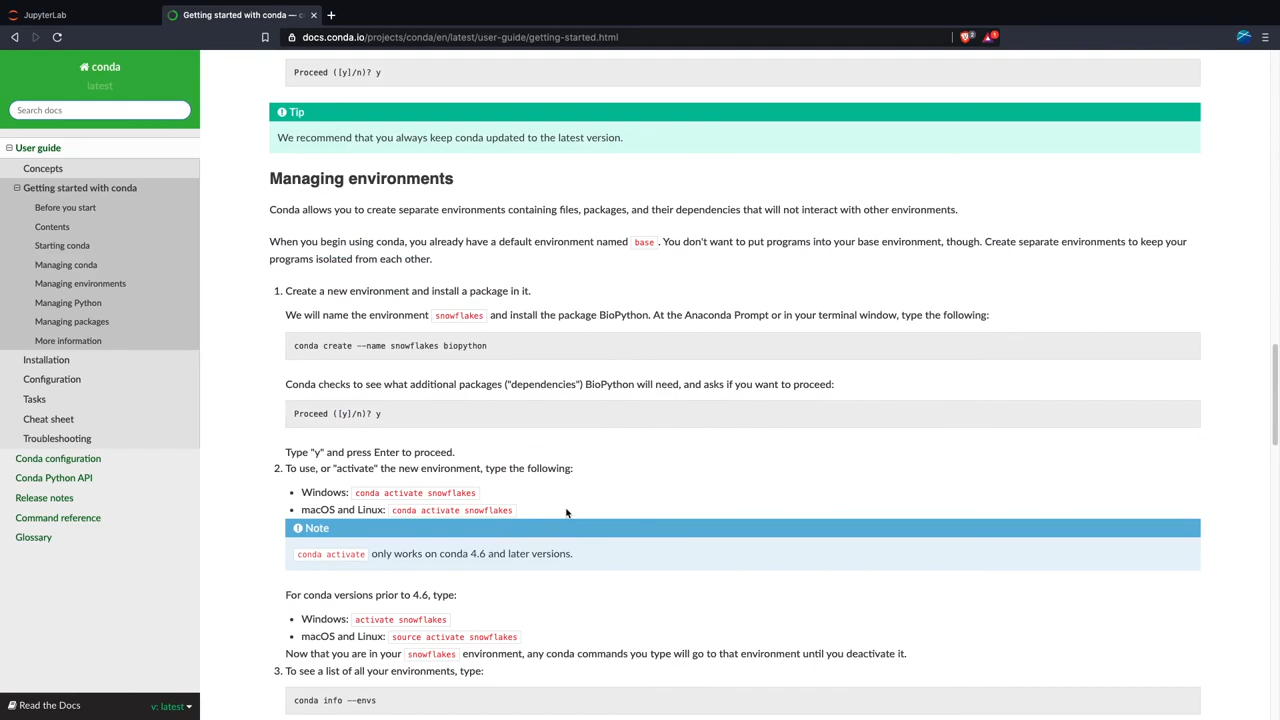 JupyterLab
Getting started with conda — c
docs.conda.io/projects/conda/en/latest/user-guide/getting-started.html
2
1
conda
latest
Search docs
User guide
Concepts
Getting started with conda
Before you start
Contents
Starting conda
Managing conda
Managing environments
Managing Python
Managing packages
More information
Installation
Configuration
Tasks
Cheat sheet
Troubleshooting
Conda configuration
Conda Python API
Release notes
Command reference
Glossary
Read the Docs
v: latest
Proceed ([y]/n)? y
Tip
We recommend that you always keep conda updated to the latest version.
Managing environments
Conda allows you to create separate environments containing files, packages, and their dependencies that will not interact with other environments.
When you begin using conda, you already have a default environment named base. You don't want to put programs into your base environment, though. Create separate environments to keep your
programs isolated from each other.
1. Create a new environment and install a package in it.
We will name the environment snowflakes and install the package BioPython. At the Anaconda Prompt or in your terminal window, type the following:
conda create --name snowflakes biopython
Conda checks to see what additional packages ("dependencies") BioPython will need, and asks if you want to proceed:
Proceed ([y]/n)? y
Type "y" and press Enter to proceed.
2. To use, or "activate" the new environment, type the following:
• Windows: conda activate snowflakes
• macOS and Linux: conda activate snowflakes
Note
conda activate only works on conda 4.6 and later versions.
For conda versions prior to 4.6, type:
• Windows: activate snowflakes
• macOS and Linux: source activate snowflakes
Now that you are in your snowflakes environment, any conda commands you type will go to that environment until you deactivate it.
3. To see a list of all your environments, type:
conda info --envs